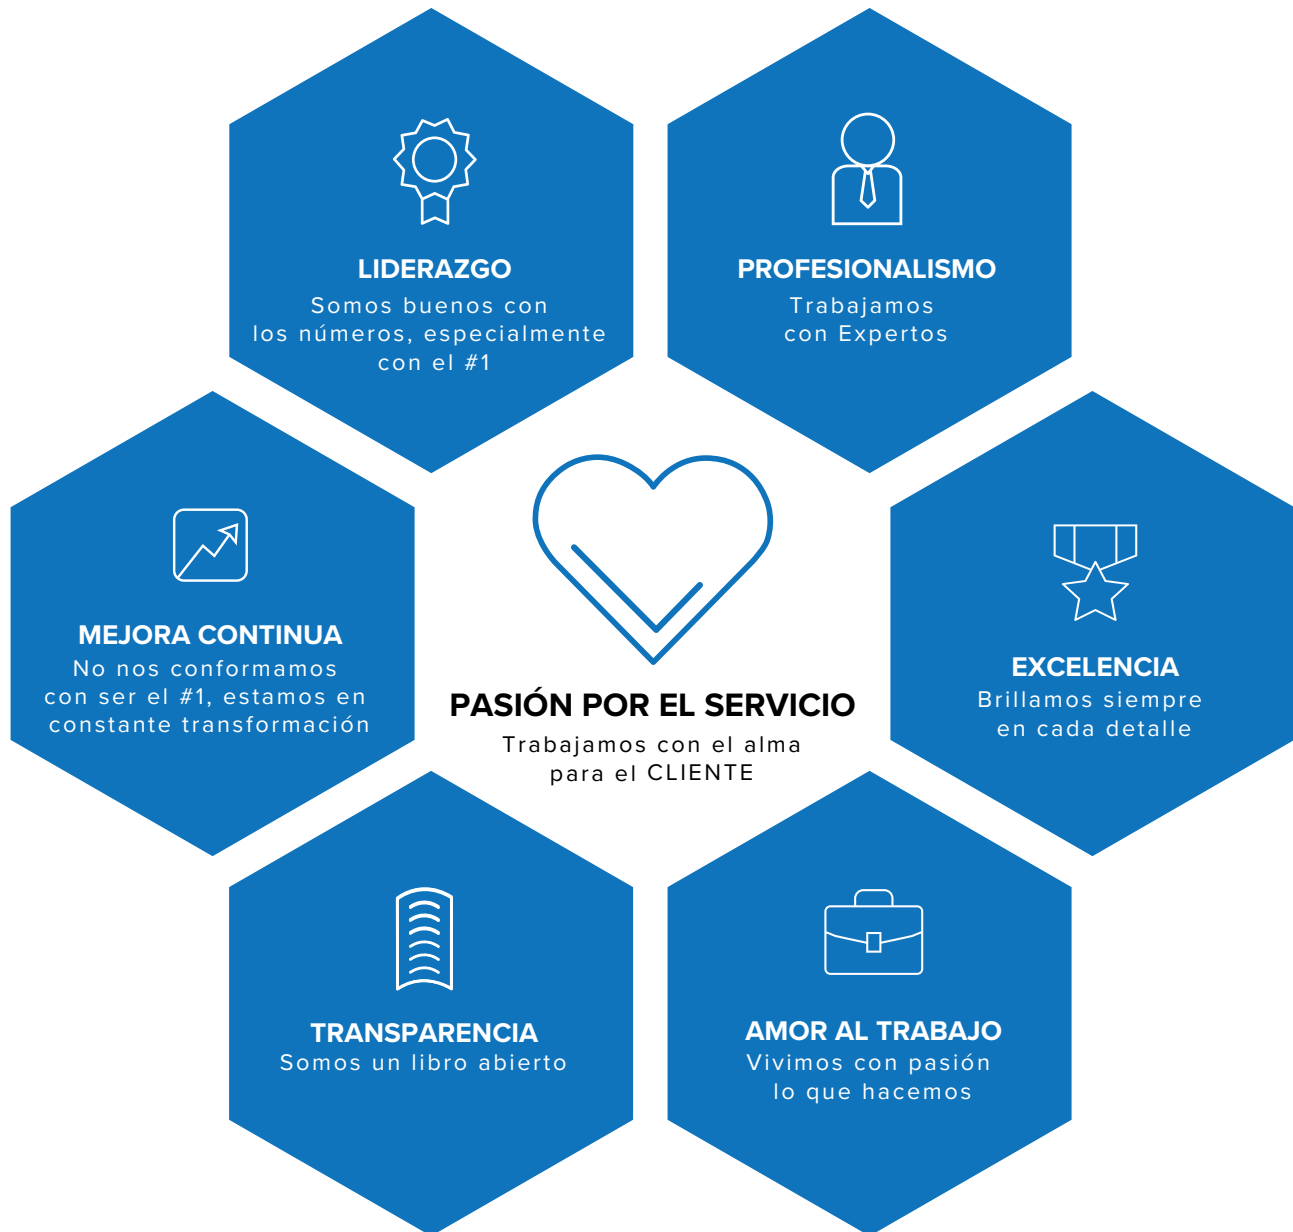 LIDERAZGO
Somos buenos con
los números, especialmente
con el #1
PROFESIONALISMO
Trabajamos
con Expertos
MEJORA CONTINUA
No nos conformamos
con ser el #1, estamos en
constante transformación
PASIÓN POR EL SERVICIO
Trabajamos con el alma
para el CLIENTE
EXCELENCIA
Brillamos siempre
en cada detalle
TRANSPARENCIA
Somos un libro abierto
AMOR AL TRABAJO
Vivimos con pasión
lo que hacemos